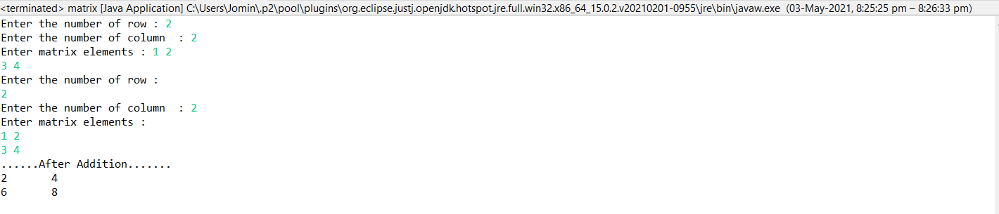 <terminated> matrix [Java Application] C:\Users\Jomin\.p2\pool\plugins\org.eclipse.justj.openjdk.hotspot.jre.full.win32.x86_64_15.0.2.v20210201-0955\jre\bin\javaw.exe  (03-May-2021, 8:25:25 pm – 8:26:33 pm)
Enter the number of row : 2
Enter the number of column  : 2
Enter matrix elements : 1 2
3 4
Enter the number of row :
2
Enter the number of column  : 2
Enter matrix elements :
1 2
3 4
......After Addition.......
2       4
6       8